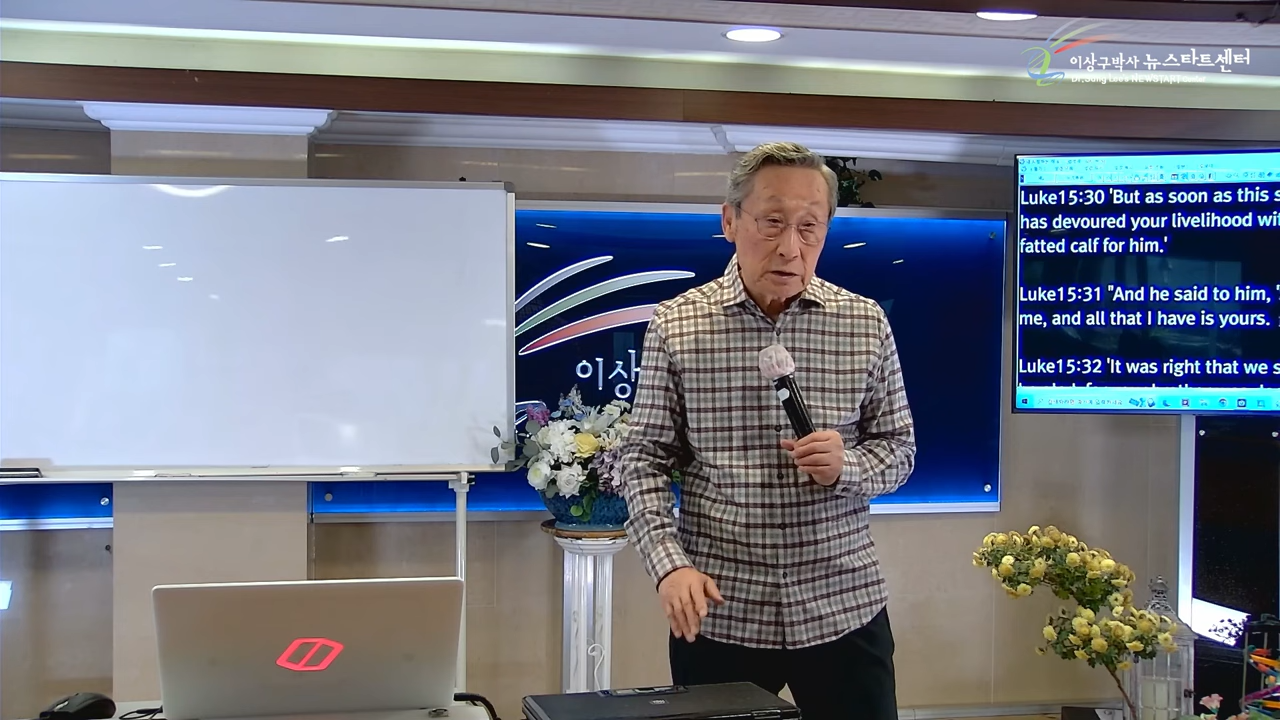 이상구박사 뉴스타트센터
Luke15:30 'But as soon as this s
has devoured your livelihood wi
fatted calf for him.'
Luke15:31 "And he said to him, '
me, and all that I have is yours.
Luke15:32 'It was right that we s
이상